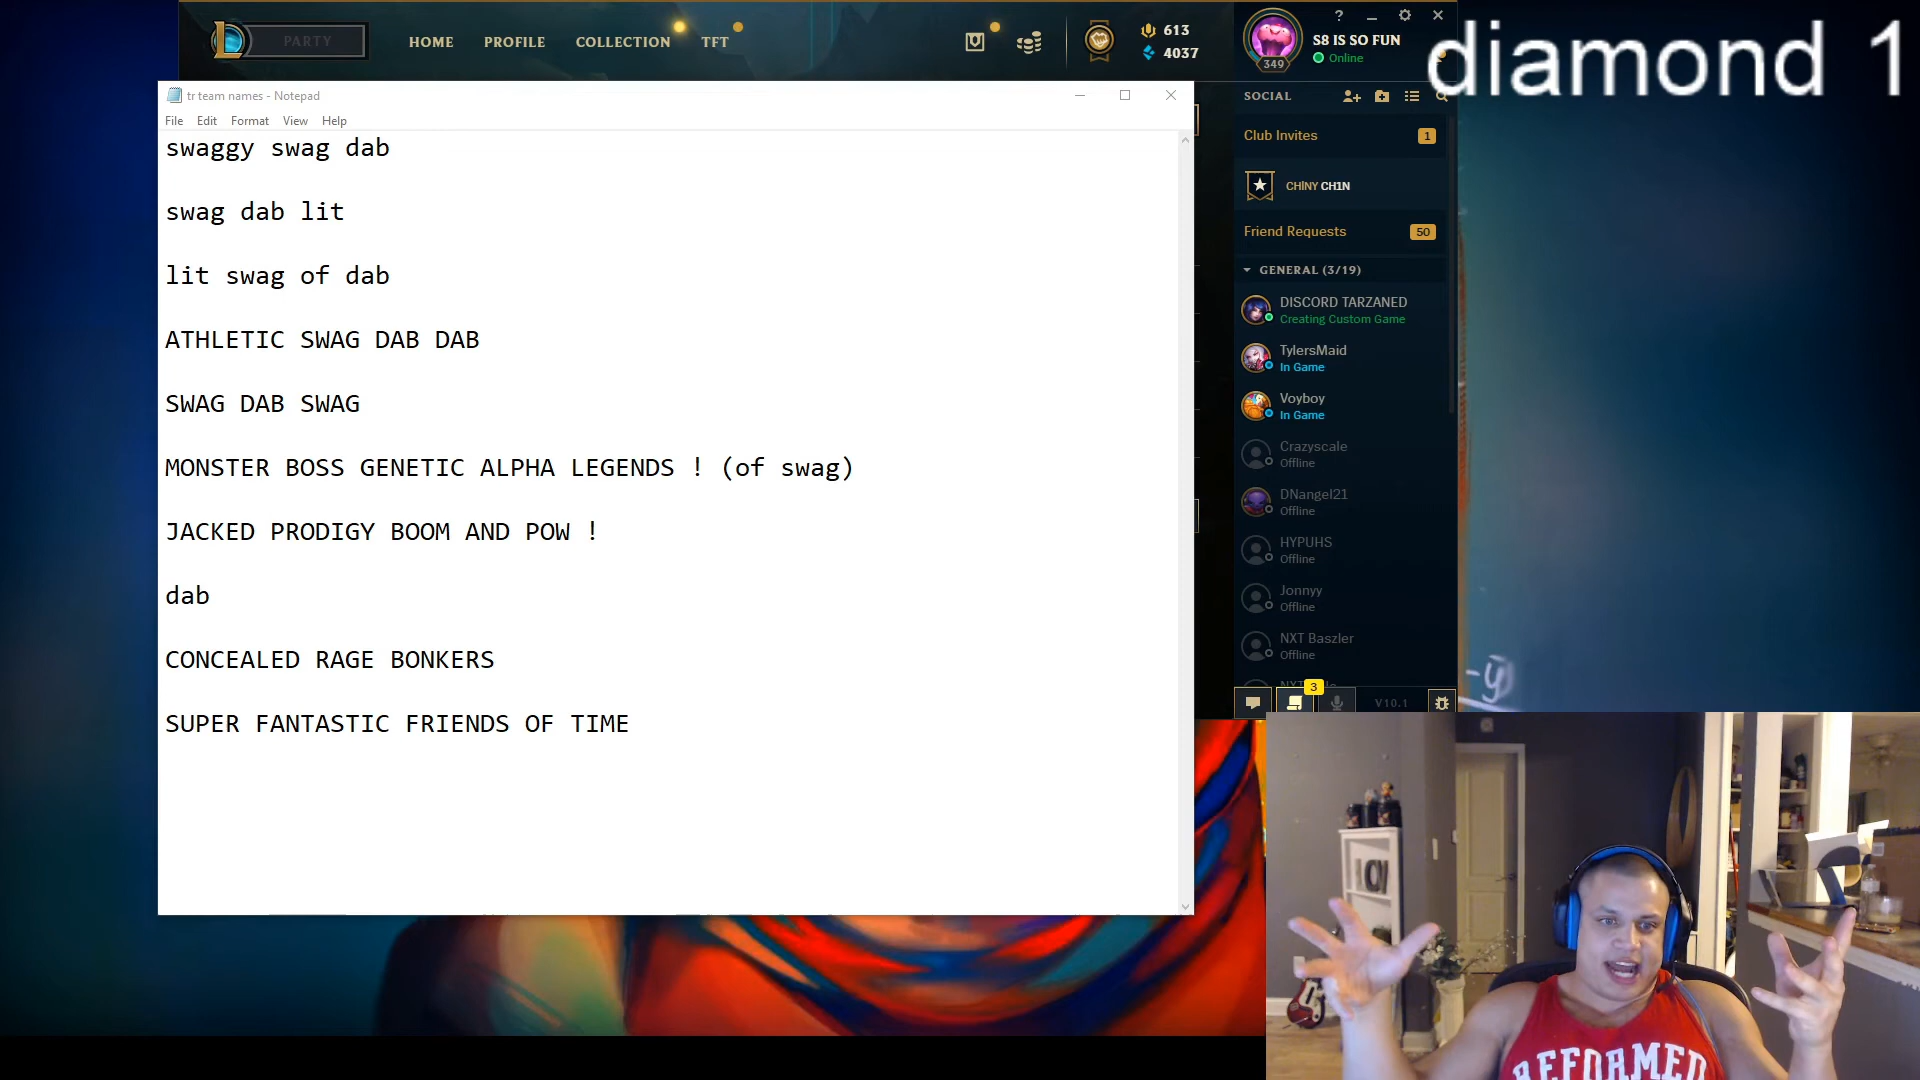 PARTY
HOME
PROFILE
COLLECTION
TFT
613
4037
349
S8 IS SO FUN
Online
diamond 1
tr team names - Notepad
File Edit Format View Help
swaggy swag dab
swag dab lit
lit swag of dab
ATHLETIC SWAG DAB DAB
SWAG DAB SWAG
MONSTER BOSS GENETIC ALPHA LEGENDS ! (of swag)
JACKED PRODIGY BOOM AND POW !
dab
CONCEALED RAGE BONKERS
SUPER FANTASTIC FRIENDS OF TIME
SOCIAL
Club Invites 1
CHINY CH1N
Friend Requests 50
GENERAL (3/19)
DISCORD TARZANED
Creating Custom Game
TylersMaid
In Game
Voyboy
In Game
Crazyscale
Offline
DNangel21
Offline
HYPUHS
Offline
Jonnyy
Offline
NXT Baszler
Offline
3
V10.1
-y
REFORMED